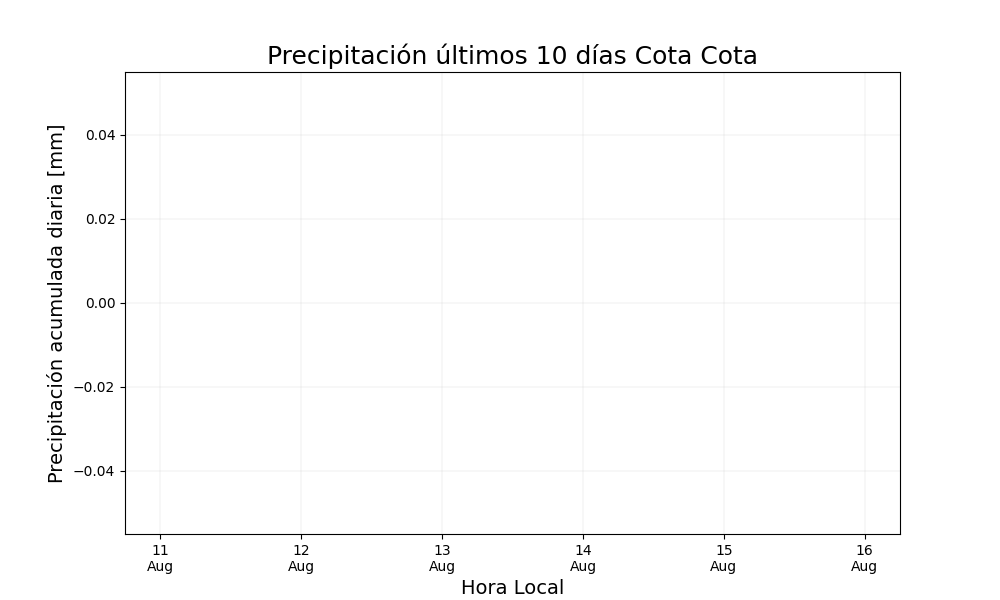 Precipitación últimos 10 días Cota Cota
Precipitación acumulada diaria [mm]
0.04
0.02
0.00
−0.02
−0.04
11 12 13 14 15 16
Aug Aug Aug Aug Aug Aug
Hora Local